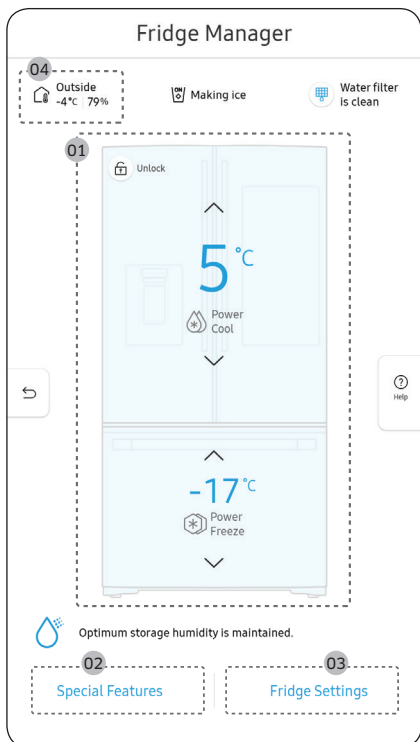 Fridge Manager
04
Outside
-4°C | 79%
ON
Making ice
Water filter
is clean
01
Unlock
5°C
Power
Cool
Help
-17°C
Power
Freeze
Optimum storage humidity is maintained.
02
Special Features
03
Fridge Settings